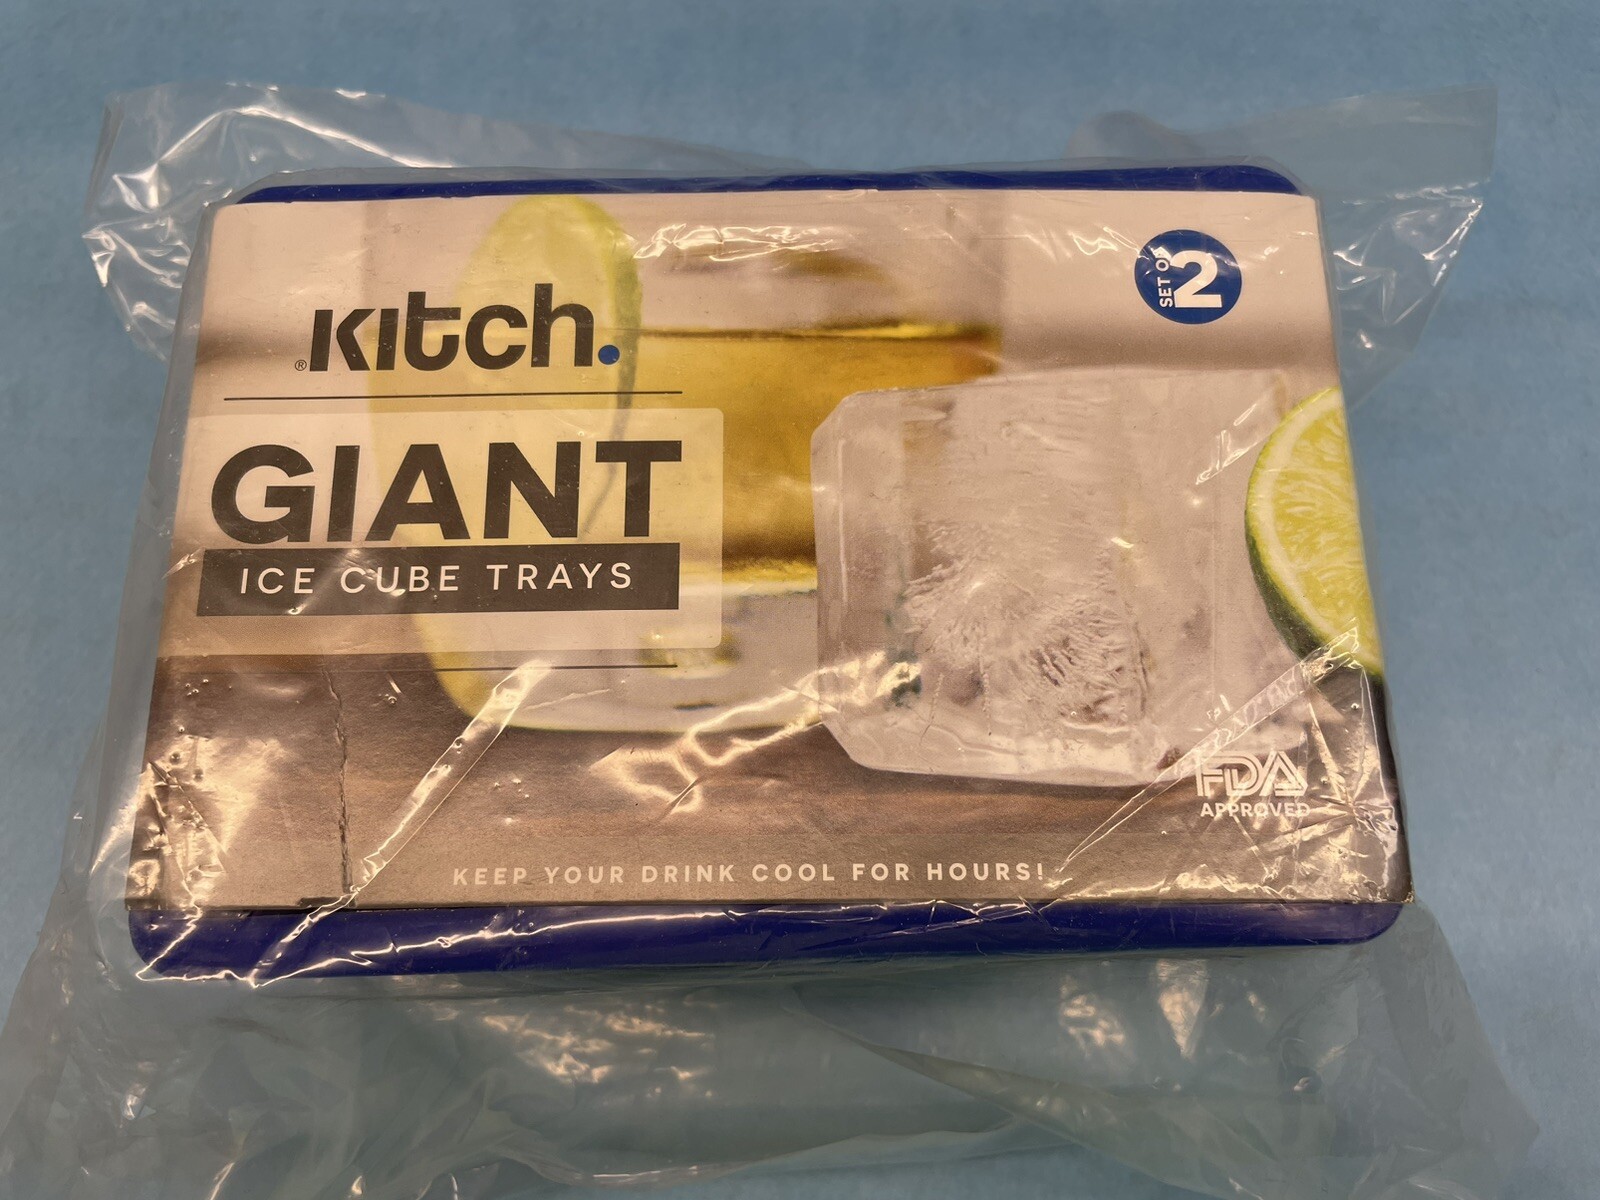 ®Kitch.
SET OF 2
GIANT
ICE CUBE TRAYS
FDA
APPROVED
KEEP YOUR DRINK COOL FOR HOURS!